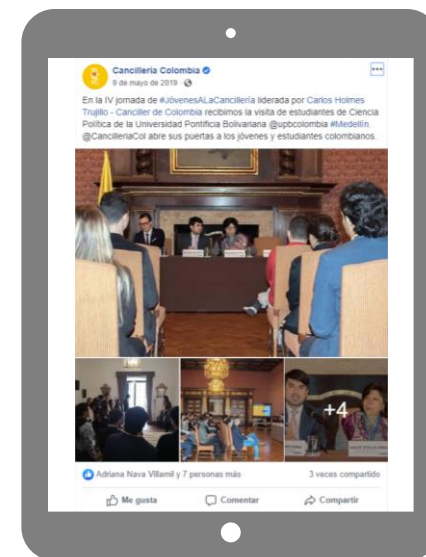 Cancillería Colombia
9 de mayo de 2019
En la IV jornada de #JóvenesALaCancillería liderada por Carlos Holmes
Trujillo - Canciller de Colombia recibimos la visita de estudiantes de Ciencia
Política de la Universidad Pontificia Bolivariana @upbcolombia #Medellín.
@CancilleriaCol abre sus puertas a los jóvenes y estudiantes colombianos.
+4
Adriana Nava Villamil y 7 personas más
3 veces compartido
Me gusta
Comentar
Compartir